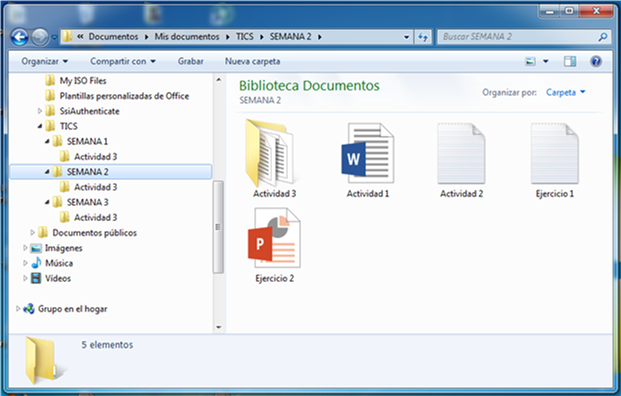 « Documentos ▸ Mis documentos ▸ TICS ▸ SEMANA 2 ▸
Buscar SEMANA 2
Organizar Compartir con Grabar Nueva carpeta
My ISO Files
Plantillas personalizadas de Office
SsiAuthenticate
TICS
SEMANA 1
Actividad 3
SEMANA 2
Actividad 3
SEMANA 3
Actividad 3
Documentos públicos
Imágenes
Música
Vídeos
Grupo en el hogar
Biblioteca Documentos
SEMANA 2
Organizar por: Carpeta
Actividad 3 Actividad 1 Actividad 2 Ejercicio 1
Ejercicio 2
5 elementos